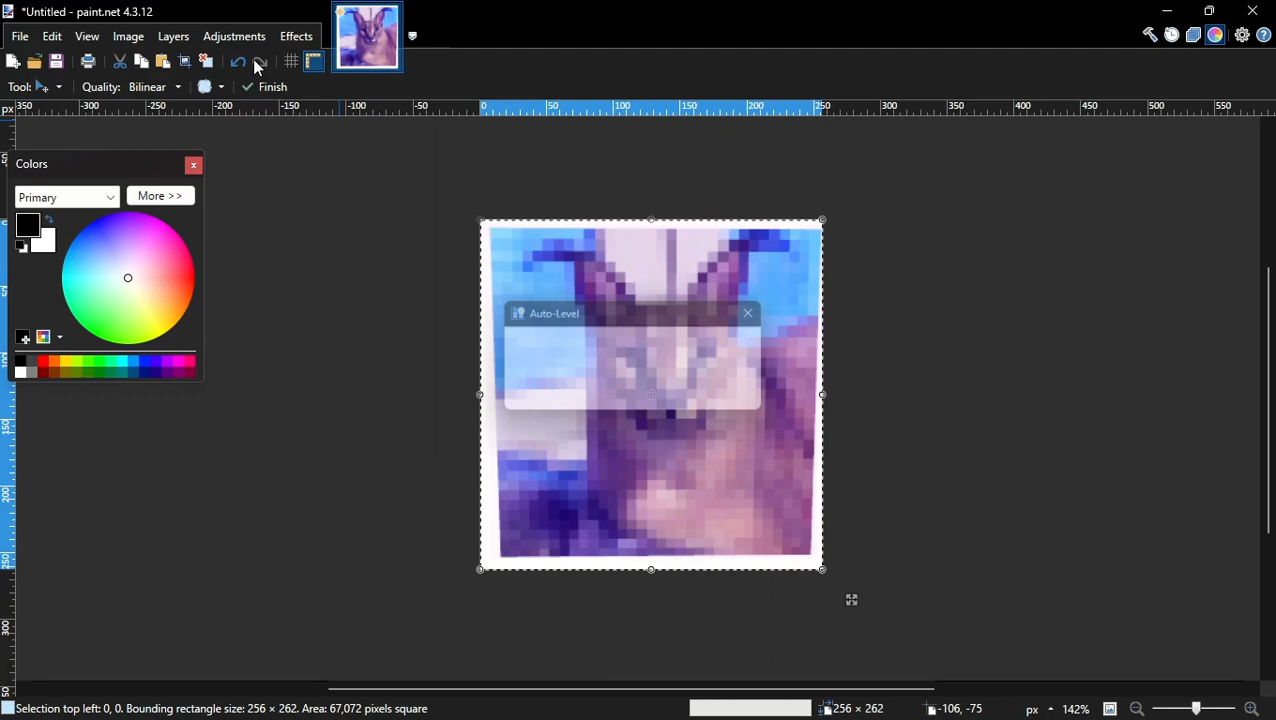 *Untitled - paint.net 4.3.12
File Edit View Image Layers Adjustments Effects
Tool: Quality: Bilinear Finish
px 350 -300 -250 -200 -150 -100 -50 0 50 100 150 200 250 300 350 400 450 500 550
Colors
Primary More >>
Auto-Level
Selection top left: 0, 0. Bounding rectangle size: 256 × 262. Area: 67,072 pixels square 256 × 262 -106, -75 px 142%